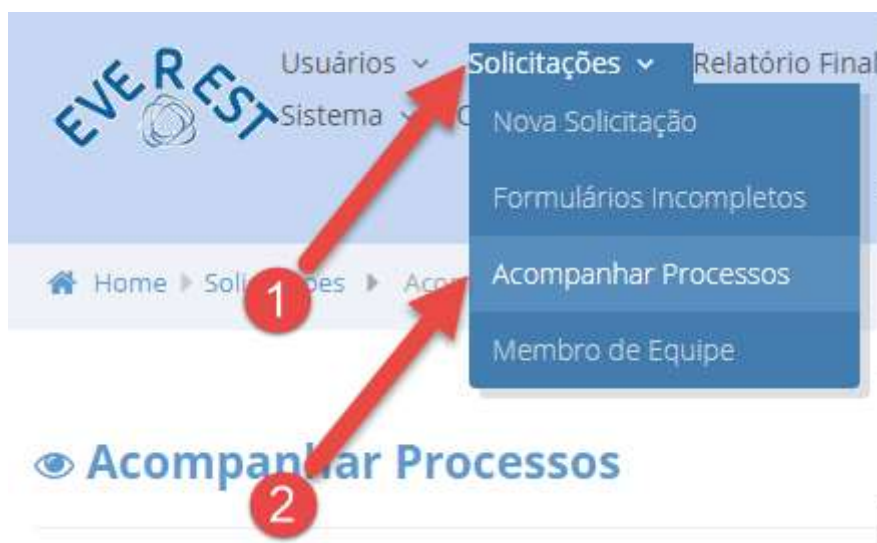 EVEREST
Usuários
Solicitações
Relatório Final
Sistema
Nova Solicitação
Formulários Incompletos
Acompanhar Processos
Membro de Equipe
Home
1
Acompanhar Processos
2